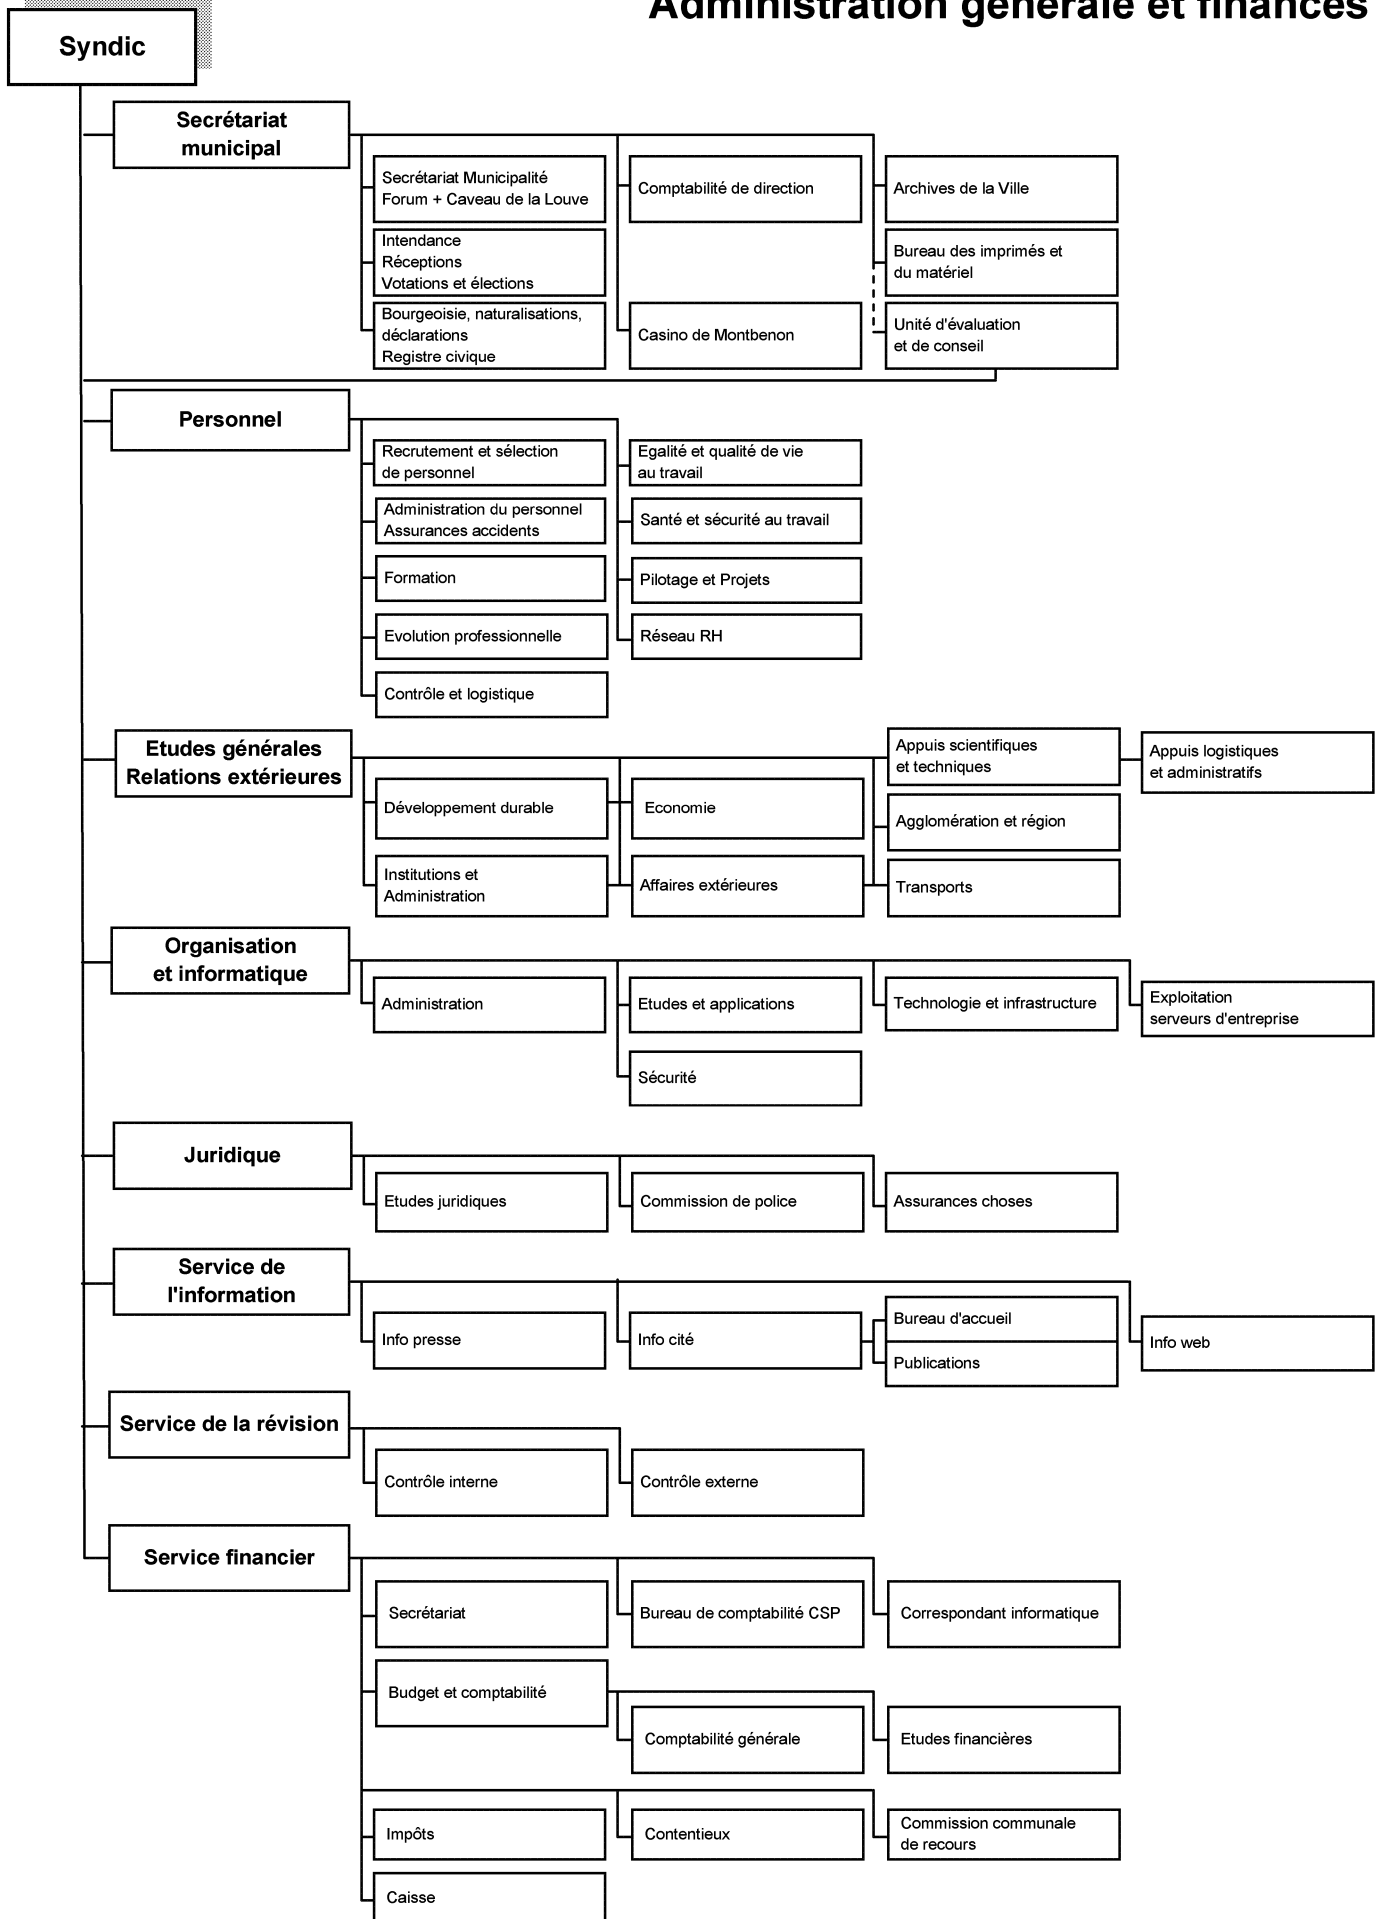 Administration générale et finances
Syndic
Secrétariat
municipal
Secrétariat Municipalité
Forum + Caveau de la Louve
Comptabilité de direction
Archives de la Ville
Intendance
Réceptions
Votations et élections
Bureau des imprimés et
du matériel
Bourgeoisie, naturalisations,
déclarations
Registre civique
Casino de Montbenon
Unité d'évaluation
et de conseil
Personnel
Recrutement et sélection
de personnel
Egalité et qualité de vie
au travail
Administration du personnel
Assurances accidents
Santé et sécurité au travail
Formation
Pilotage et Projets
Evolution professionnelle
Réseau RH
Contrôle et logistique
Etudes générales
Relations extérieures
Appuis scientifiques
et techniques
Appuis logistiques
et administratifs
Développement durable
Economie
Agglomération et région
Institutions et
Administration
Affaires extérieures
Transports
Organisation
et informatique
Administration
Etudes et applications
Technologie et infrastructure
Exploitation
serveurs d'entreprise
Sécurité
Juridique
Etudes juridiques
Commission de police
Assurances choses
Service de
l'information
Info presse
Info cité
Bureau d'accueil
Publications
Info web
Service de la révision
Contrôle interne
Contrôle externe
Service financier
Secrétariat
Bureau de comptabilité CSP
Correspondant informatique
Budget et comptabilité
Comptabilité générale
Etudes financières
Impôts
Contentieux
Commission communale
de recours
Caisse